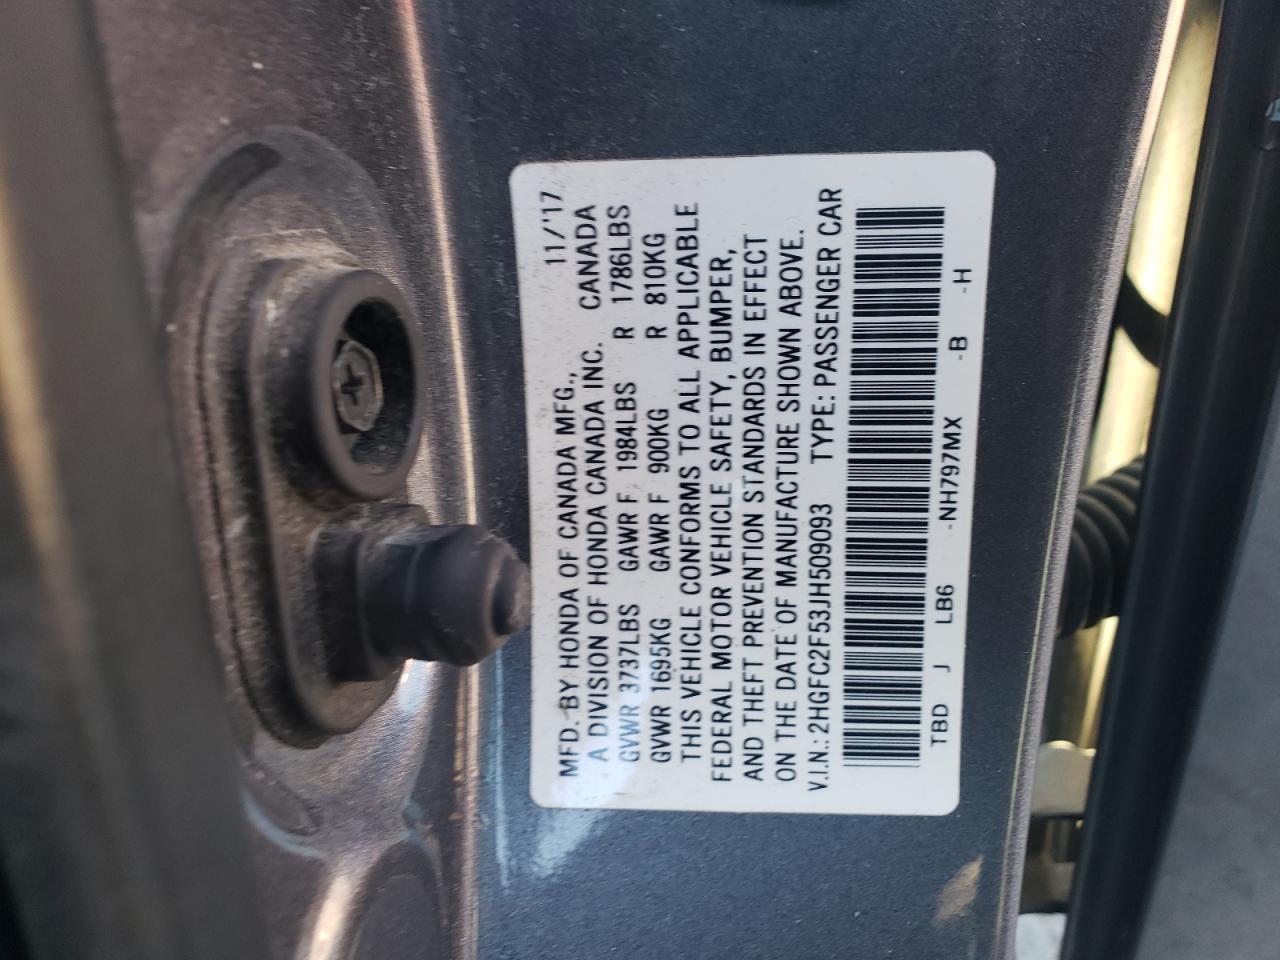 MFD. BY HONDA OF CANADA MFG., 11/'17
A DIVISION OF HONDA CANADA INC. CANADA
GVWR 3737LBS GAWR F 1984LBS R 1786LBS
GVWR 1695KG GAWR F 900KG R 810KG
THIS VEHICLE CONFORMS TO ALL APPLICABLE
FEDERAL MOTOR VEHICLE SAFETY, BUMPER,
AND THEFT PREVENTION STANDARDS IN EFFECT
ON THE DATE OF MANUFACTURE SHOWN ABOVE.
V.I.N.: 2HGFC2F53JH509093 TYPE: PASSENGER CAR
TBD J LB6 -NH797MX -B -H